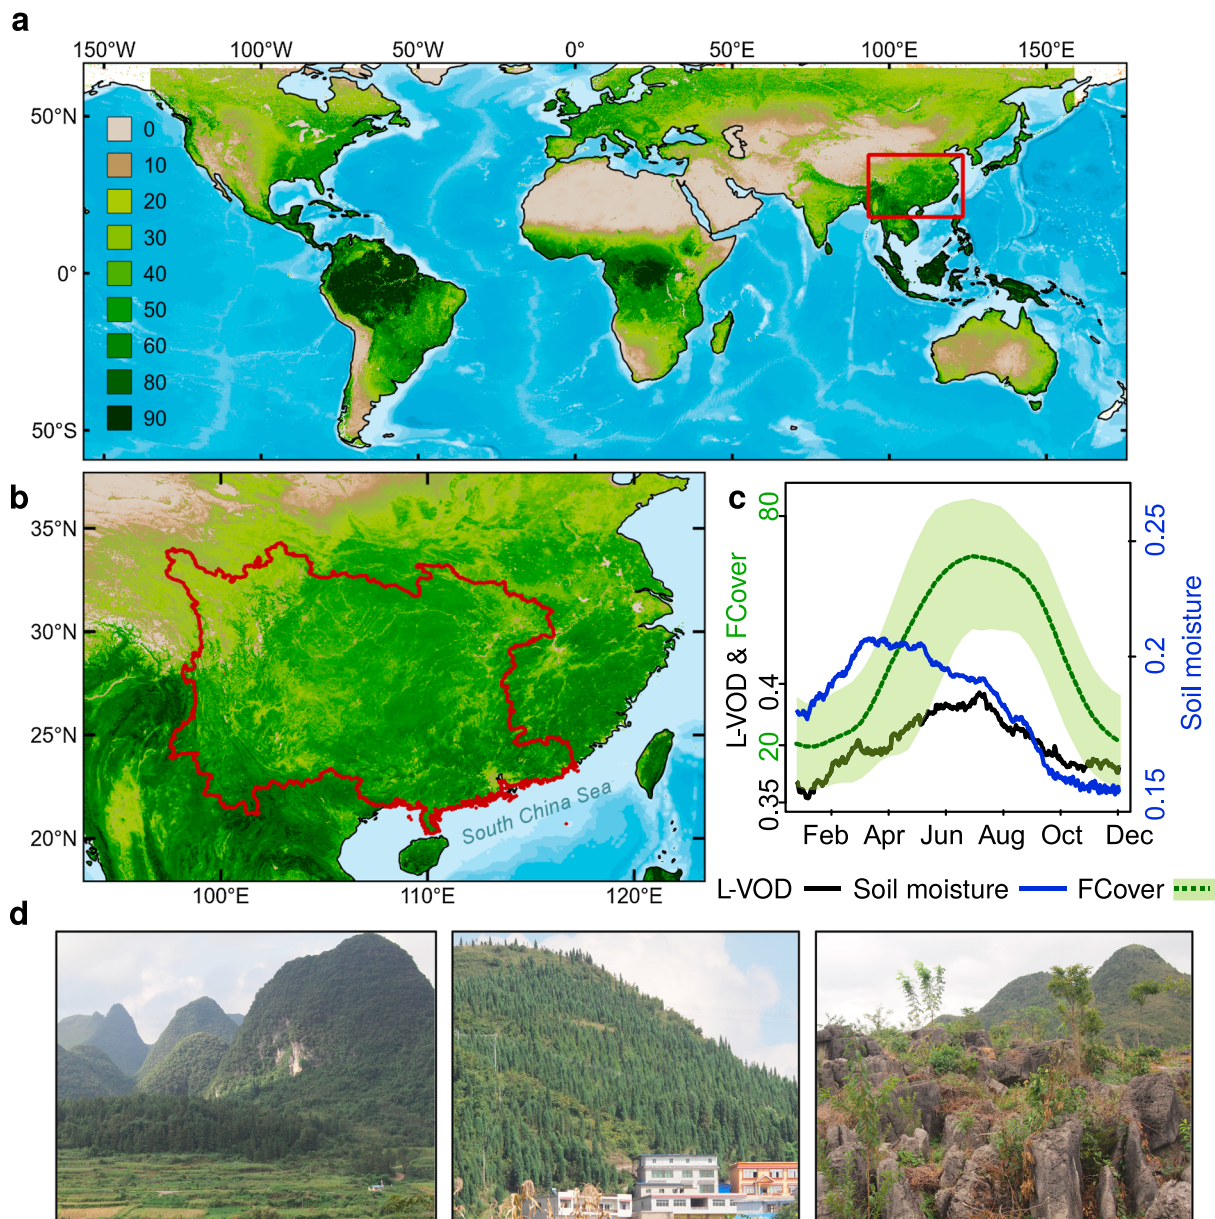 a
150°W 100°W 50°W 0° 50°E 100°E 150°E
50°N
0°
50°S
0
10
20
30
40
50
60
80
90
b
35°N
30°N
25°N
20°N
South China Sea
100°E 110°E 120°E
c
L-VOD & FCover
80
20
0.4
0.35
0.25
0.2
0.15
Soil moisture
Feb Apr Jun Aug Oct Dec
L-VOD Soil moisture FCover
d